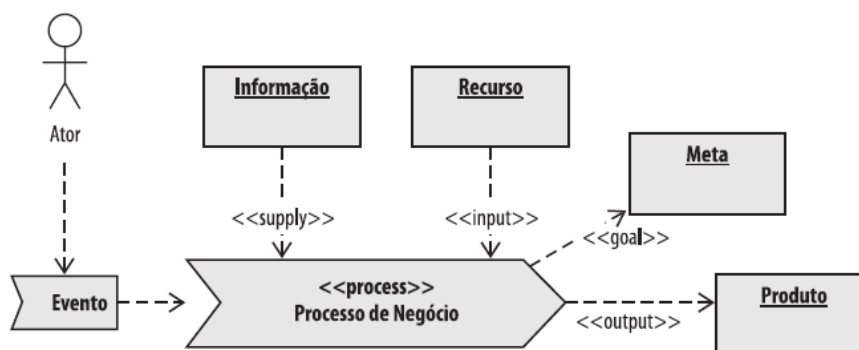 Ator
Informação
Recurso
Meta
<<supply>>
<<input>>
<<goal>>
Evento
<<process>>
Processo de Negócio
Produto
<<output>>